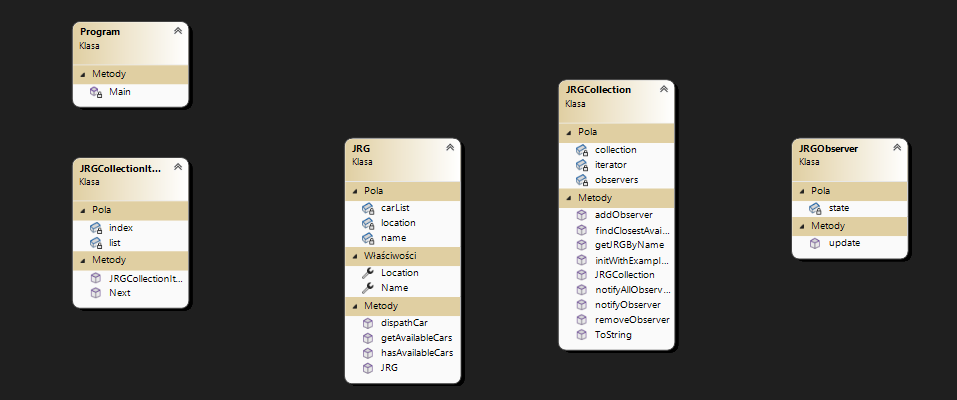 Program
Klasa
Metody
Main
JRGCollectionIt...
Klasa
Pola
index
list
Metody
JRGCollectionIt...
Next
JRG
Klasa
Pola
carList
location
name
Właściwości
Location
Name
Metody
dispathCar
getAvailableCars
hasAvailableCars
JRG
JRGCollection
Klasa
Pola
collection
iterator
observers
Metody
addObserver
findClosestAvai...
getJRGByName
initWithExampl...
JRGCollection
notifyAllObserv...
notifyObserver
removeObserver
ToString
JRGObserver
Klasa
Pola
state
Metody
update